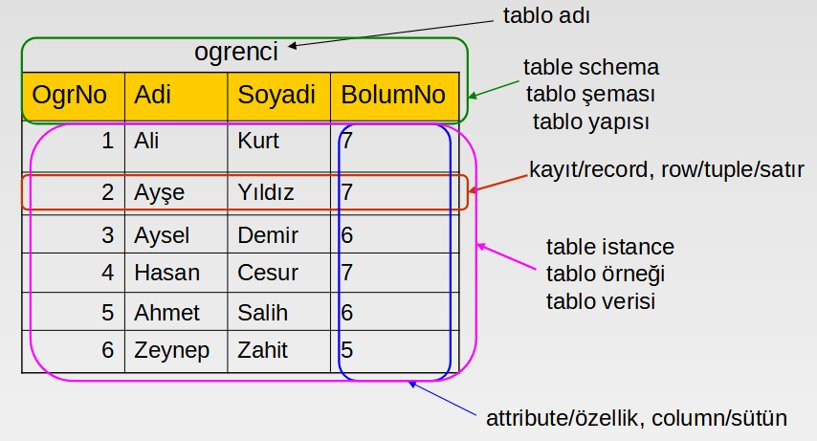 tablo adı
ogrenci
table schema
tablo şeması
tablo yapısı
OgrNo Adi Soyadi BolumNo
1 Ali Kurt 7
kayıt/record, row/tuple/satır
2 Ayşe Yıldız 7
3 Aysel Demir 6
table istance
tablo örneği
tablo verisi
4 Hasan Cesur 7
5 Ahmet Salih 6
6 Zeynep Zahit 5
attribute/özellik, column/sütün